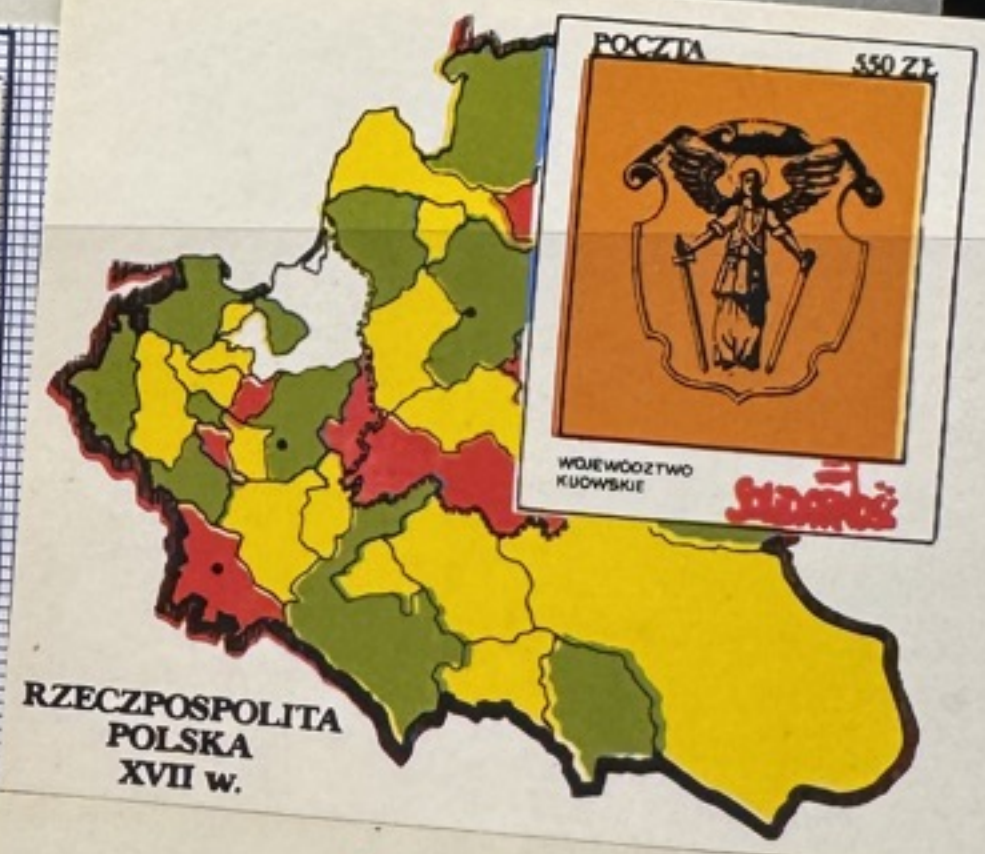 POCZTA
550 ZŁ
WOJEWÓDZTWO
KIJOWSKIE
SOLIDARNOŚĆ
RZECZPOSPOLITA
POLSKA
XVII w.